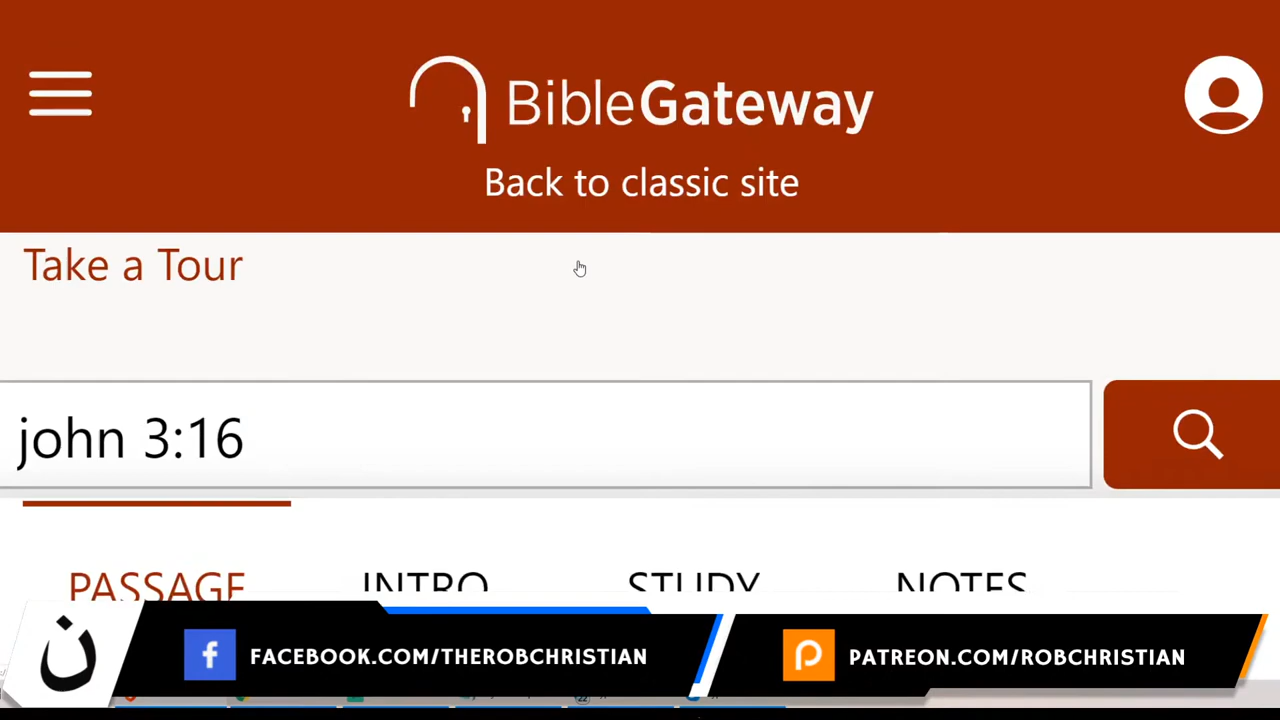 BibleGateway
Back to classic site
Take a Tour
john 3:16
PASSAGE INTRO STUDY NOTES
ن FACEBOOK.COM/THEROBCHRISTIAN PATREON.COM/ROBCHRISTIAN